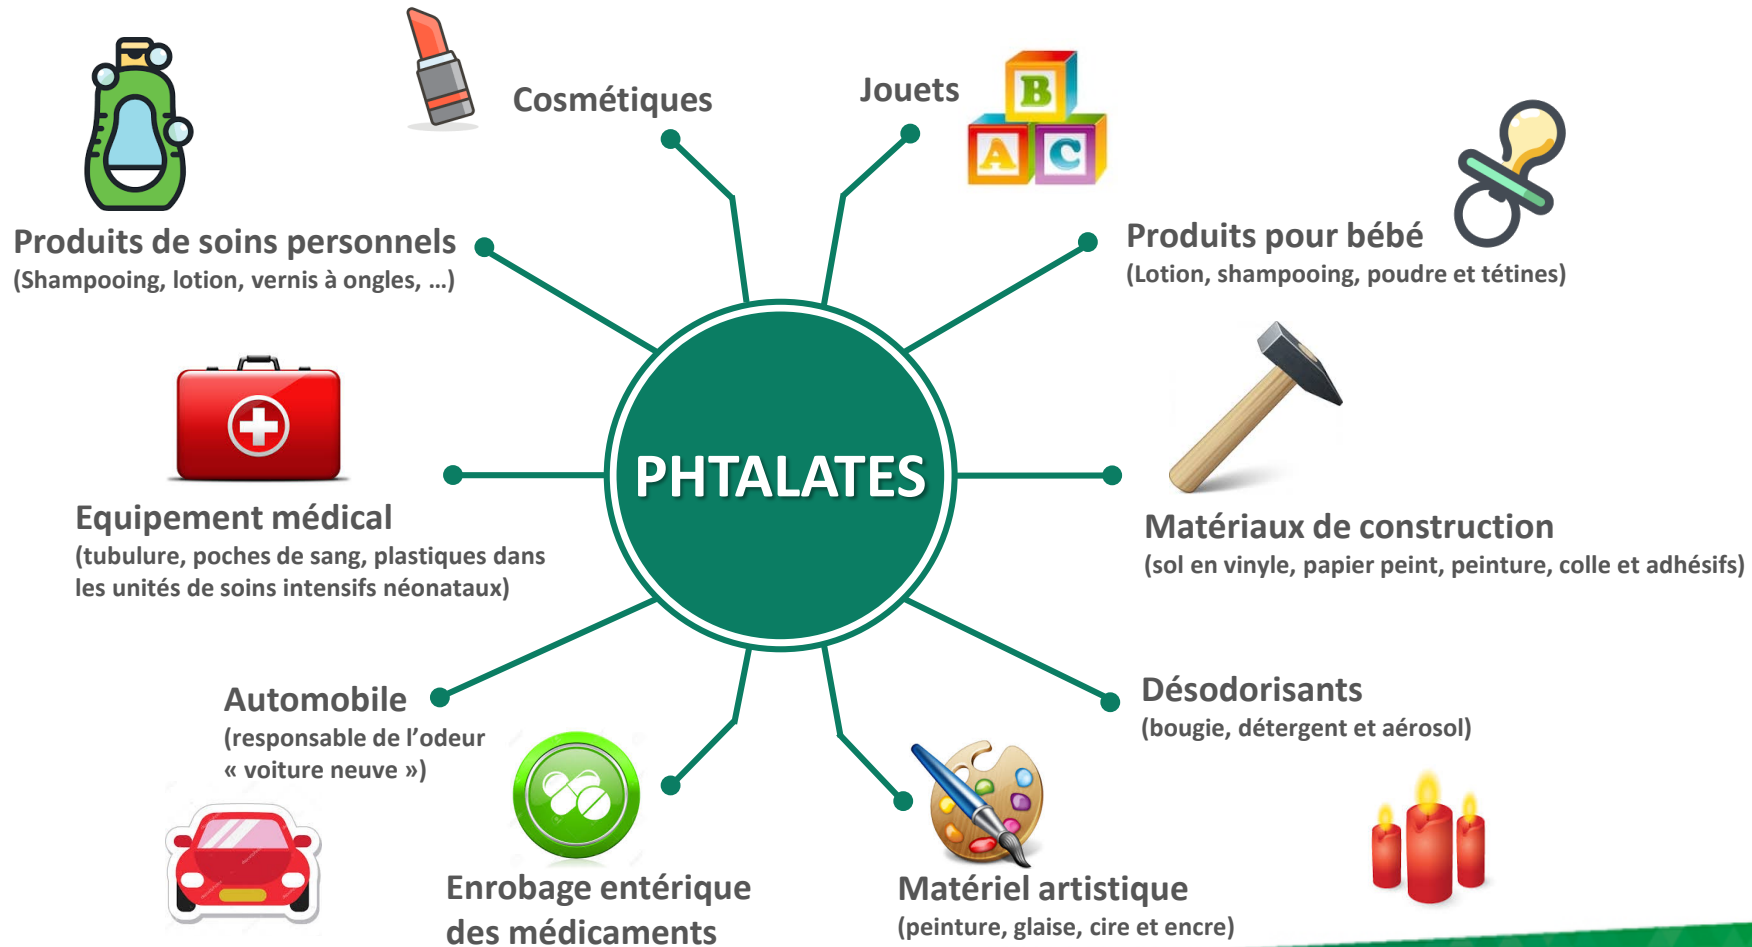 Cosmétiques
Jouets
B
A C
Produits de soins personnels
(Shampooing, lotion, vernis à ongles, ...)
Produits pour bébé
(Lotion, shampooing, poudre et tétines)
PHTALATES
Equipement médical
(tubulure, poches de sang, plastiques dans
les unités de soins intensifs néonataux)
Matériaux de construction
(sol en vinyle, papier peint, peinture, colle et adhésifs)
Automobile
(responsable de l’odeur
« voiture neuve »)
Désodorisants
(bougie, détergent et aérosol)
Enrobage entérique
des médicaments
Matériel artistique
(peinture, glaise, cire et encre)